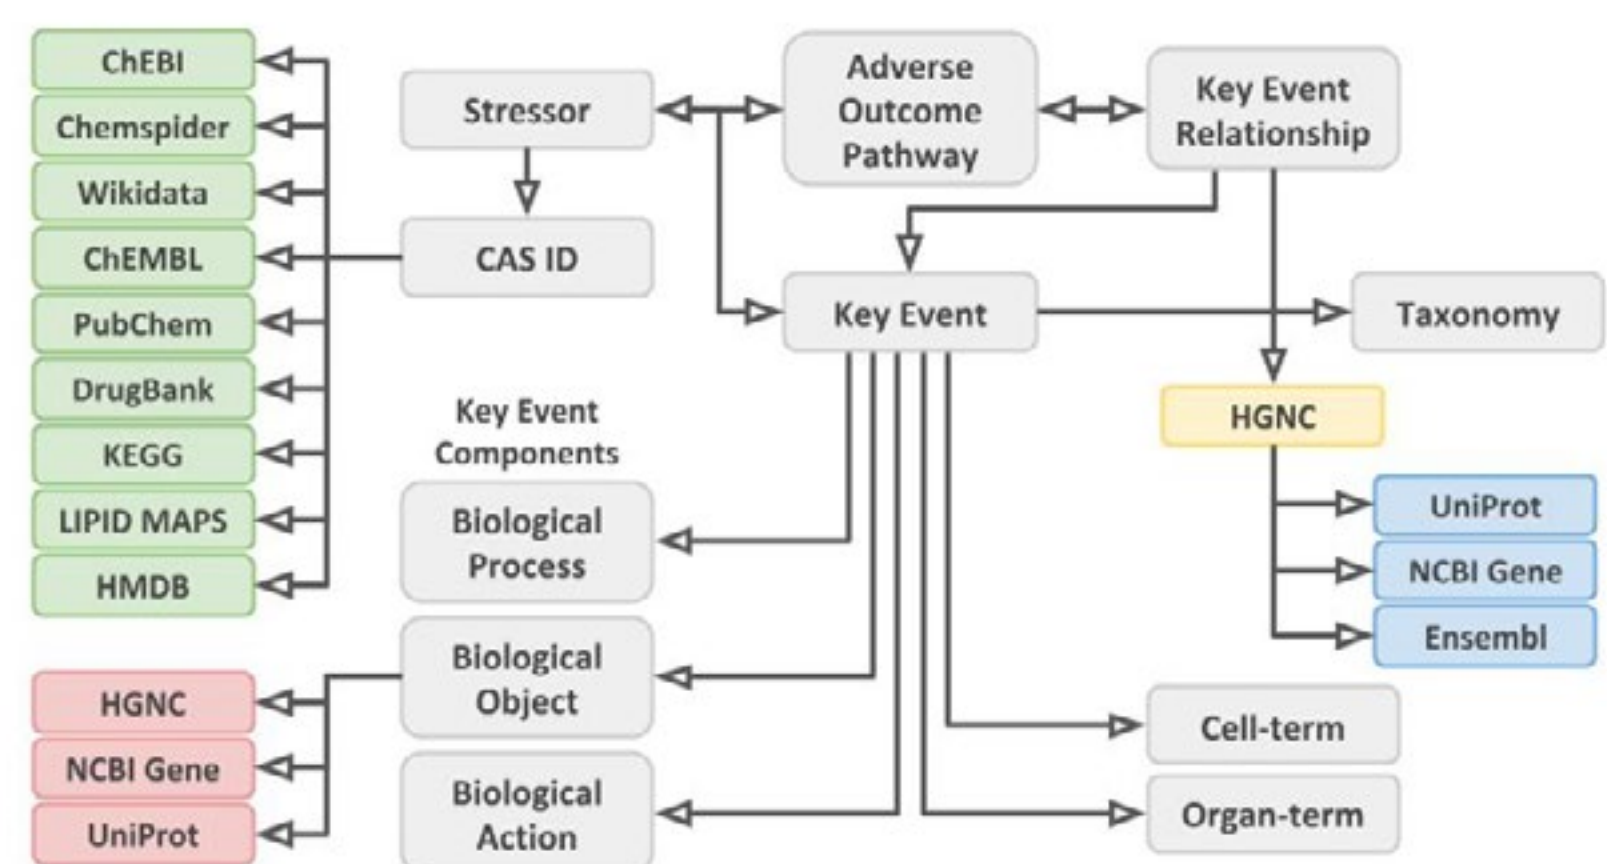 ChEBI
Chemspider
Wikidata
ChEMBL
PubChem
DrugBank
KEGG
LIPID MAPS
HMDB
HGNC
NCBI Gene
UniProt
Stressor
CAS ID
Key Event
Components
Biological
Process
Biological
Object
Biological
Action
Adverse
Outcome
Pathway
Key Event
Key Event
Relationship
Taxonomy
HGNC
UniProt
NCBI Gene
Ensembl
Cell-term
Organ-term